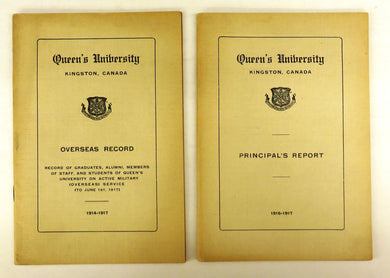 Queen's University
KINGSTON, CANADA
OVERSEAS RECORD
RECORD OF GRADUATES, ALUMNI, MEMBERS
OF STAFF, AND STUDENTS OF QUEEN'S
UNIVERSITY ON ACTIVE MILITARY
(OVERSEAS) SERVICE
(TO JUNE 1ST, 1917)
1914-1917
Queen's University
KINGSTON, CANADA
PRINCIPAL'S REPORT
1916-1917